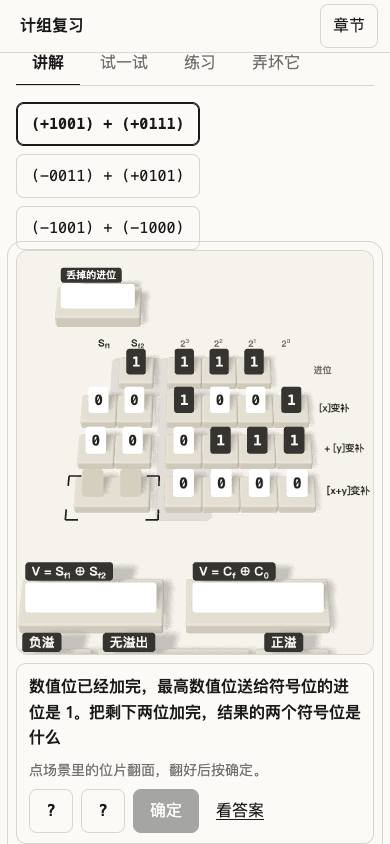 计组复习
章节
讲解 试一试 练习 弄坏它
(+1001) + (+0111)
(-0011) + (+0101)
(-1001) + (-1000)
丢掉的进位
Sf1 Sf2 2³ 2² 2¹ 2⁰
1 1 1 1 进位
0 0 1 0 0 1 [x]变补
0 0 0 1 1 1 + [y]变补
0 0 0 0 [x+y]变补
V = Sf1 ⊕ Sf2 V = Cf ⊕ C0
负溢 无溢出 正溢
数值位已经加完，最高数值位送给符号位的进
位是 1。把剩下两位加完，结果的两个符号位是
什么
点场景里的位片翻面，翻好后按确定。
? ? 确定 看答案